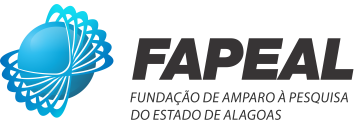 FAPEAL
FUNDAÇÃO DE AMPARO À PESQUISA
DO ESTADO DE ALAGOAS